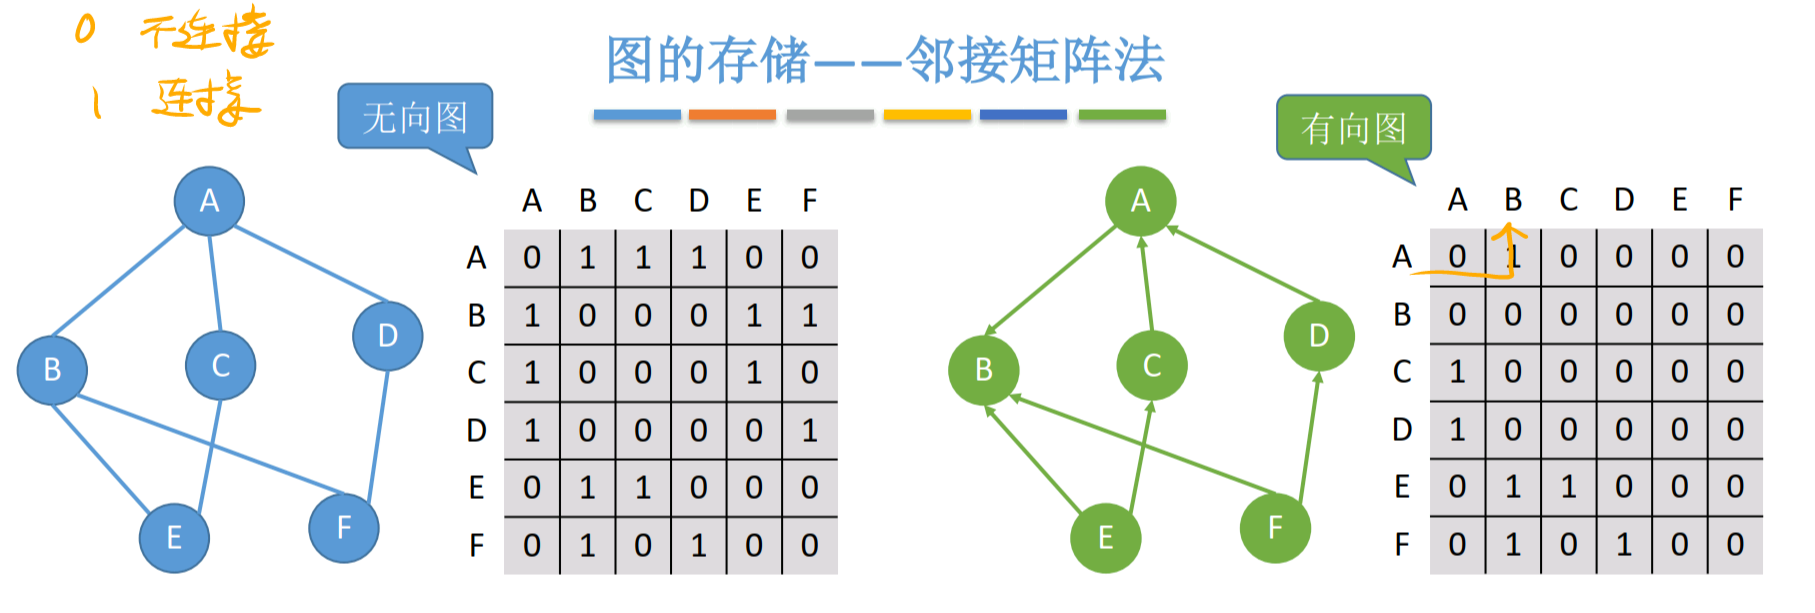 0 不连接
1 连接
图的存储——邻接矩阵法
无向图
A
B
C
D
E
F
A B C D E F
A 0 1 1 1 0 0
B 1 0 0 0 1 1
C 1 0 0 0 1 0
D 1 0 0 0 0 1
E 0 1 1 0 0 0
F 0 1 0 1 0 0
有向图
A
B
C
D
E
F
A B C D E F
A 0 1 0 0 0 0
B 0 0 0 0 0 0
C 1 0 0 0 0 0
D 1 0 0 0 0 0
E 0 1 1 0 0 0
F 0 1 0 1 0 0